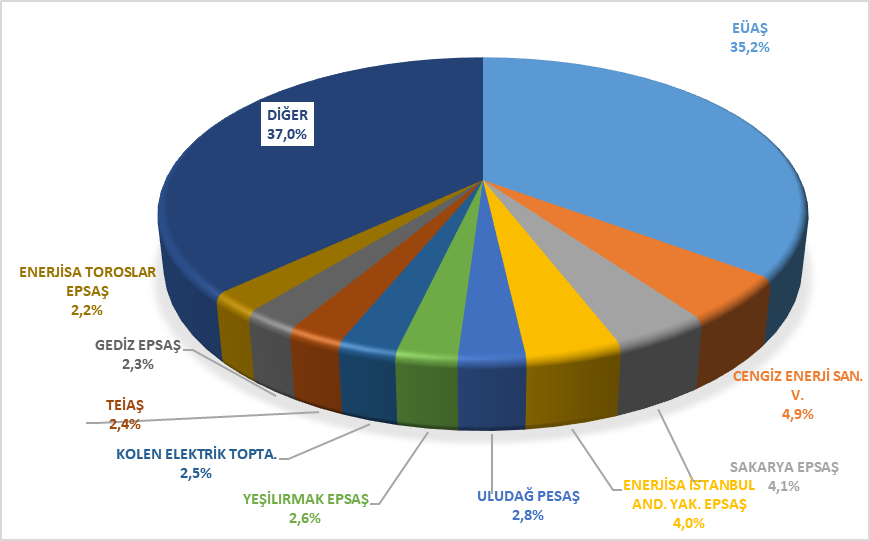 EÜAŞ
35,2%
DİĞER
37,0%
ENERJİSA TOROSLAR
EPSAŞ
2,2%
GEDİZ EPSAŞ
2,3%
TEİAŞ
2,4%
KOLEN ELEKTRİK TOPTA.
2,5%
YEŞİLIRMAK EPSAŞ
2,6%
ULUDAĞ PESAŞ
2,8%
ENERJİSA İSTANBUL
AND. YAK. EPSAŞ
4,0%
SAKARYA EPSAŞ
4,1%
CENGİZ ENERJİ SAN.
V.
4,9%